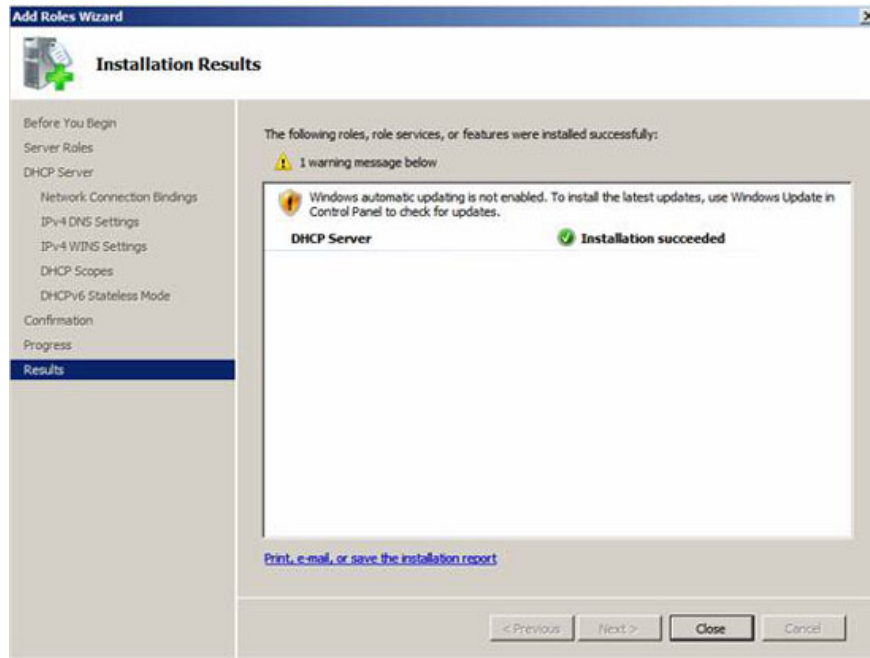 Add Roles Wizard
Installation Results
Before You Begin
Server Roles
DHCP Server
Network Connection Bindings
IPv4 DNS Settings
IPv4 WINS Settings
DHCP Scopes
DHCPv6 Stateless Mode
Confirmation
Progress
Results
The following roles, role services, or features were installed successfully:
1 warning message below
Windows automatic updating is not enabled. To install the latest updates, use Windows Update in
Control Panel to check for updates.
DHCP Server Installation succeeded
Print, e-mail, or save the installation report
< Previous Next > Close Cancel